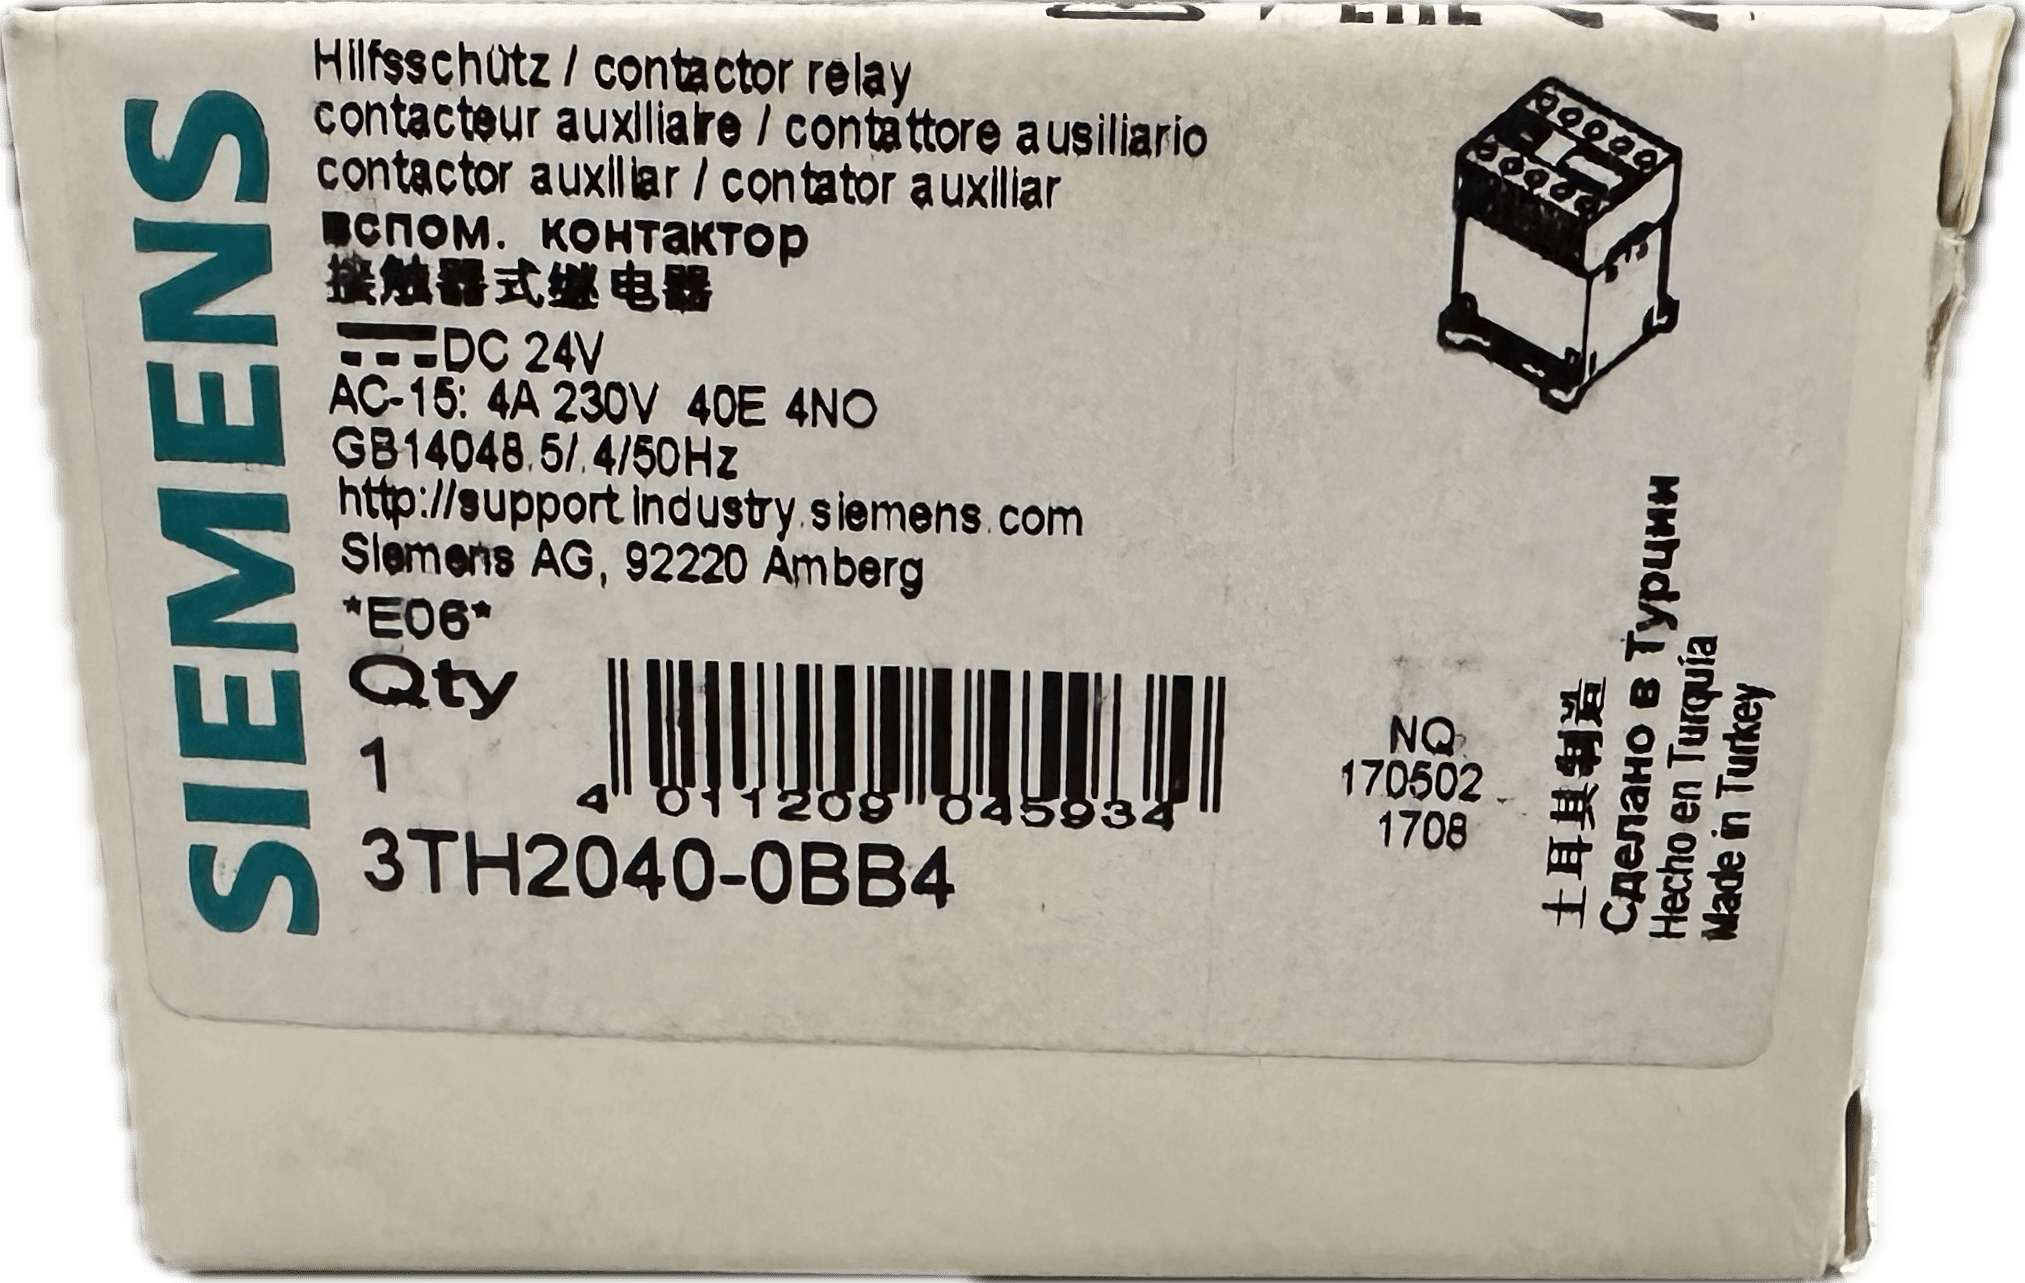 SIEMENS
Hilfsschütz / contactor relay
contacteur auxiliaire / contattore ausiliario
contactor auxiliar / contator auxiliar
вспом. контактор
接触器式继电器
DC 24V
AC-15: 4A 230V 40E 4NO
GB14048.5/.4/50Hz
http://support.industry.siemens.com
Siemens AG, 92220 Amberg
*E06*
Qty
1
4 011209 045934
3TH2040-0BB4
NQ
170502
1708
土耳其制造
Сделано в Турции
Hecho en Turquía
Made in Turkey